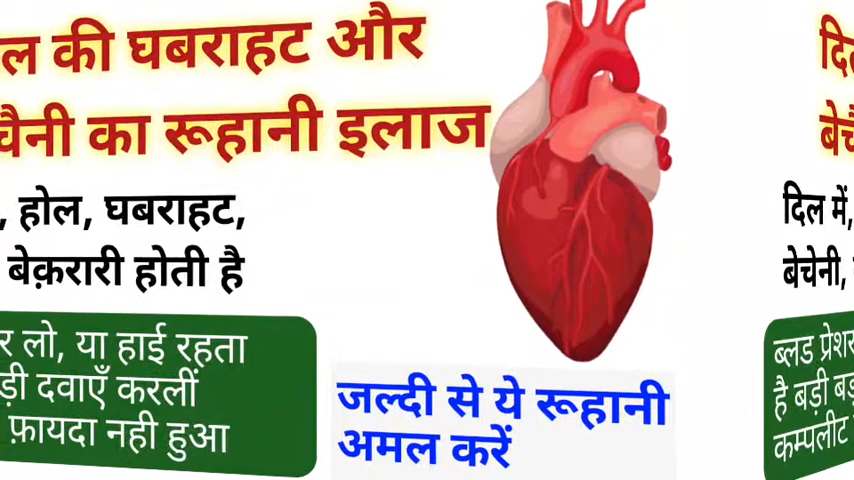 ल की घबराहट और
चैनी का रूहानी इलाज
, होल, घबराहट,
बेक़रारी होती है
र लो, या हाई रहता
ड़ी दवाएँ करलीं
फ़ायदा नही हुआ
जल्दी से ये रूहानी
अमल करें
दिल में,
बेचेनी,
ब्लड प्रेशर
है बड़ी बड़
कम्पलीट